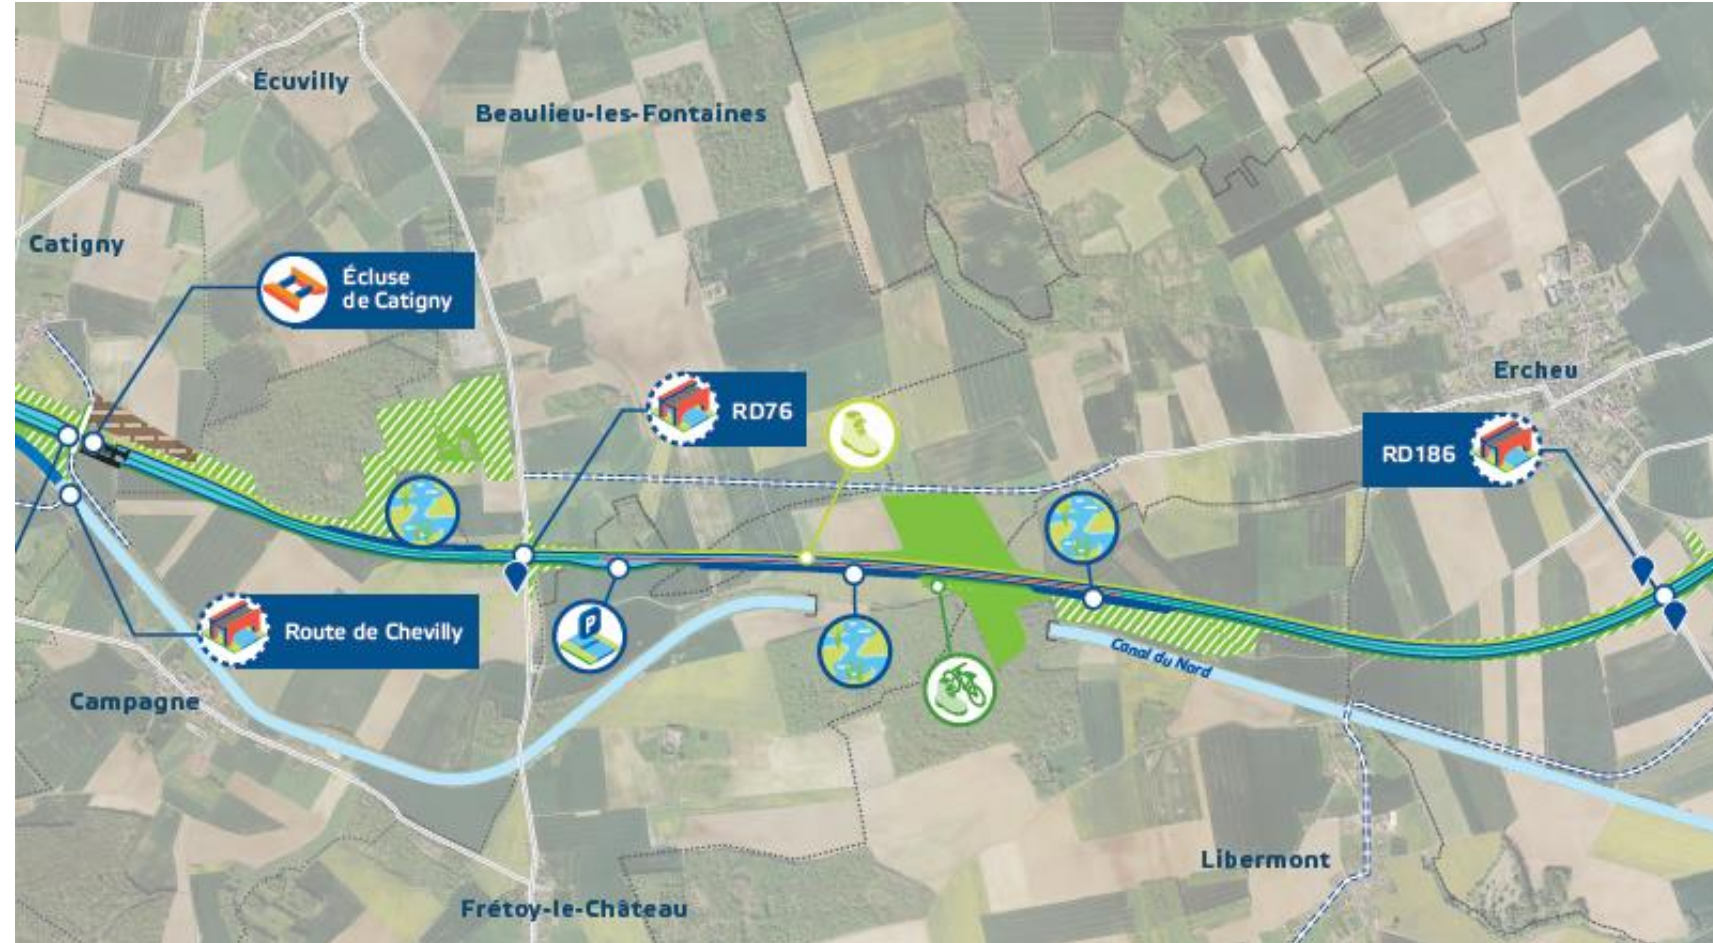 Écuvilly
Beaulieu-les-Fontaines
Catigny
Écluse
de Catigny
Ercheu
RD76
RD186
Route de Chevilly
P
Canal du Nord
Campagne
Libermont
Frétoy-le-Château